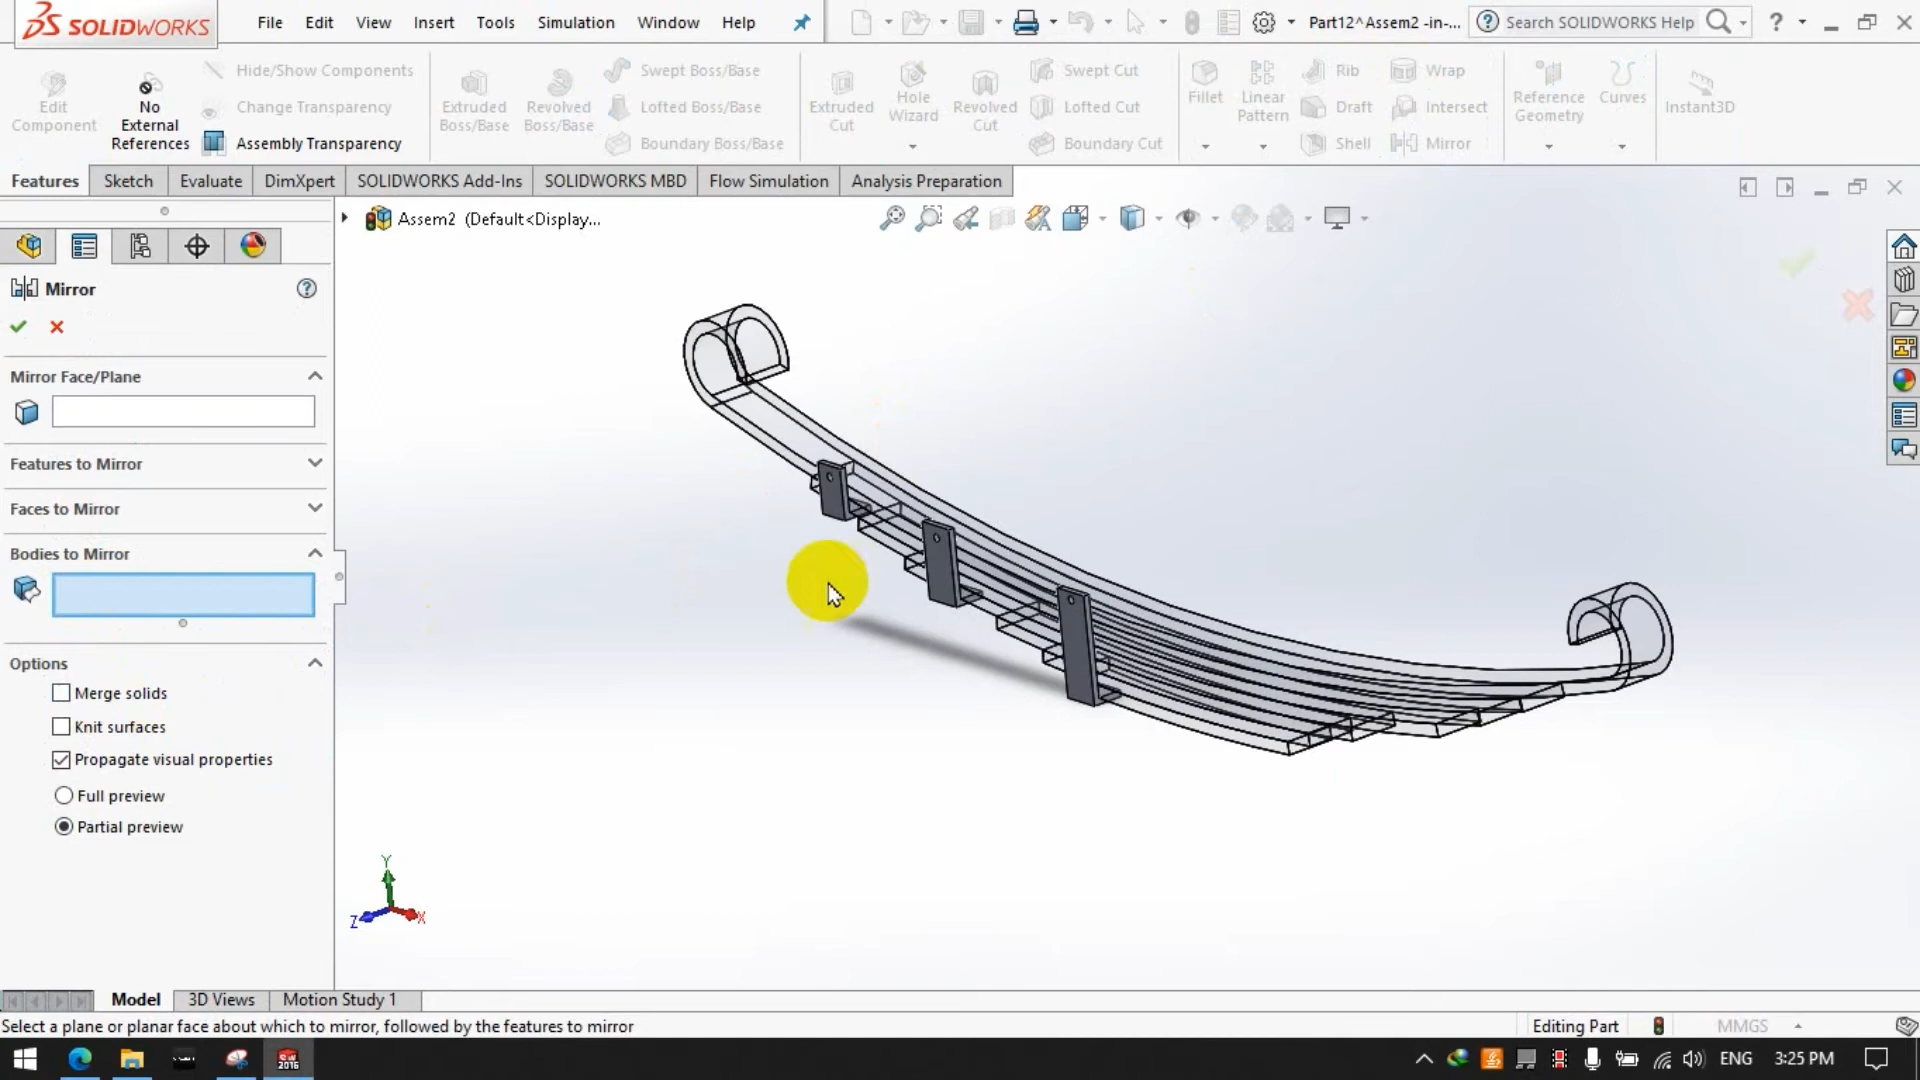 SOLIDWORKS
File Edit View Insert Tools Simulation Window Help
Part12^Assem2 -in-...
Search SOLIDWORKS Help
Edit Component
No External References
Hide/Show Components
Change Transparency
Assembly Transparency
Extruded Boss/Base
Revolved Boss/Base
Swept Boss/Base
Lofted Boss/Base
Boundary Boss/Base
Extruded Cut
Hole Wizard
Revolved Cut
Swept Cut
Lofted Cut
Boundary Cut
Fillet
Linear Pattern
Rib
Draft
Shell
Wrap
Intersect
Mirror
Reference Geometry
Curves
Instant3D
Features Sketch Evaluate DimXpert SOLIDWORKS Add-Ins SOLIDWORKS MBD Flow Simulation Analysis Preparation
Assem2 (Default<Display...
Mirror
Mirror Face/Plane
Features to Mirror
Faces to Mirror
Bodies to Mirror
Options
Merge solids
Knit surfaces
Propagate visual properties
Full preview
Partial preview
Y
Z
X
Model 3D Views Motion Study 1
Select a plane or planar face about which to mirror, followed by the features to mirror
Editing Part
MMGS
SW
2016
ENG
3:25 PM